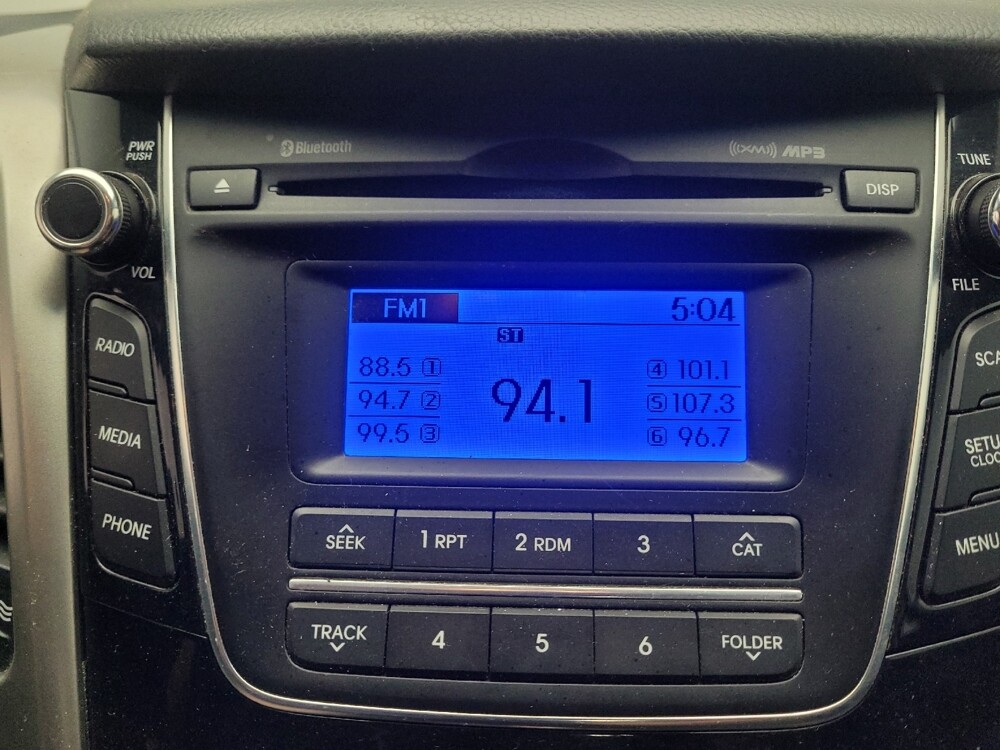 PWR
PUSH
Bluetooth
((XM)) MP3
TUNE
DISP
VOL
FILE
FM1
5:04
ST
88.5 1
94.7 2
99.5 3
94.1
4 101.1
5 107.3
6 96.7
RADIO
MEDIA
PHONE
SCA
SETU
CLOC
MENU
SEEK
1 RPT
2 RDM
3
CAT
TRACK
4
5
6
FOLDER